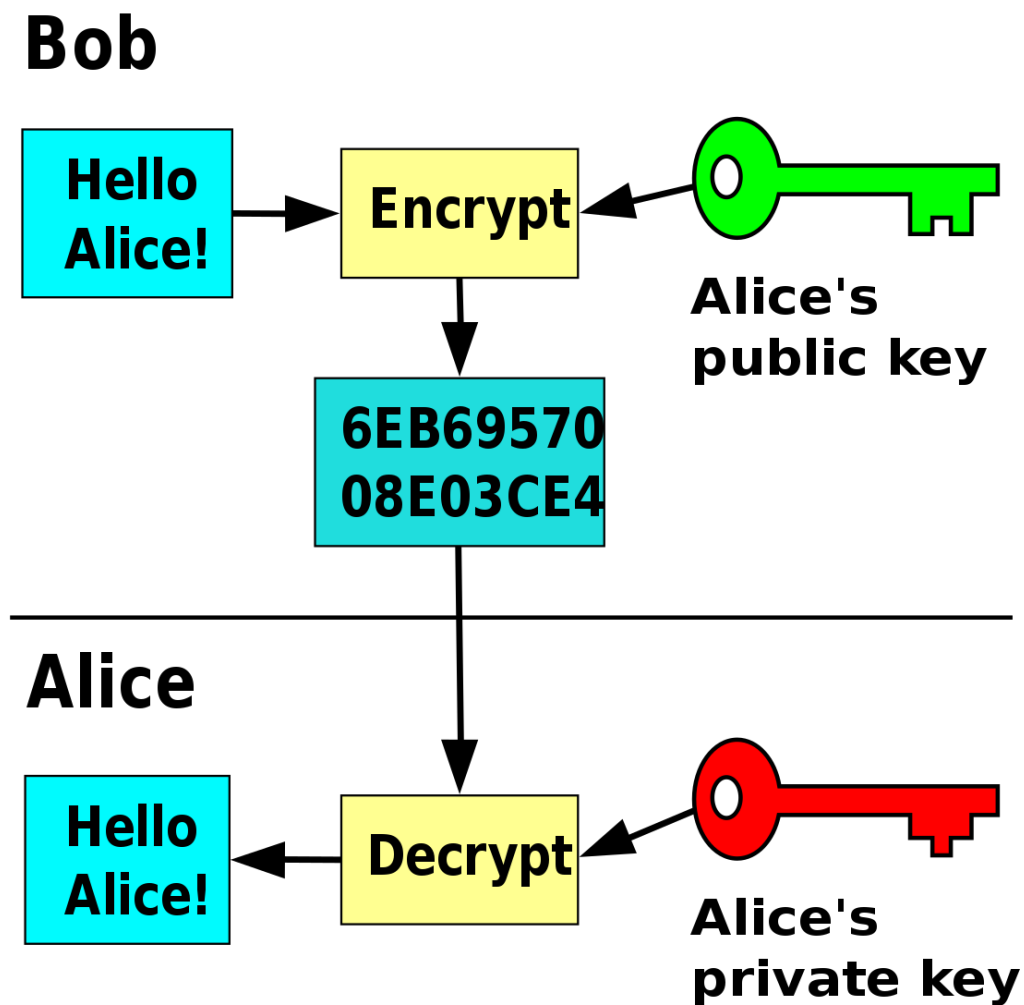 Bob
Hello
Alice!
Encrypt
Alice's
public key
6EB69570
08E03CE4
Alice
Hello
Alice!
Decrypt
Alice's
private key